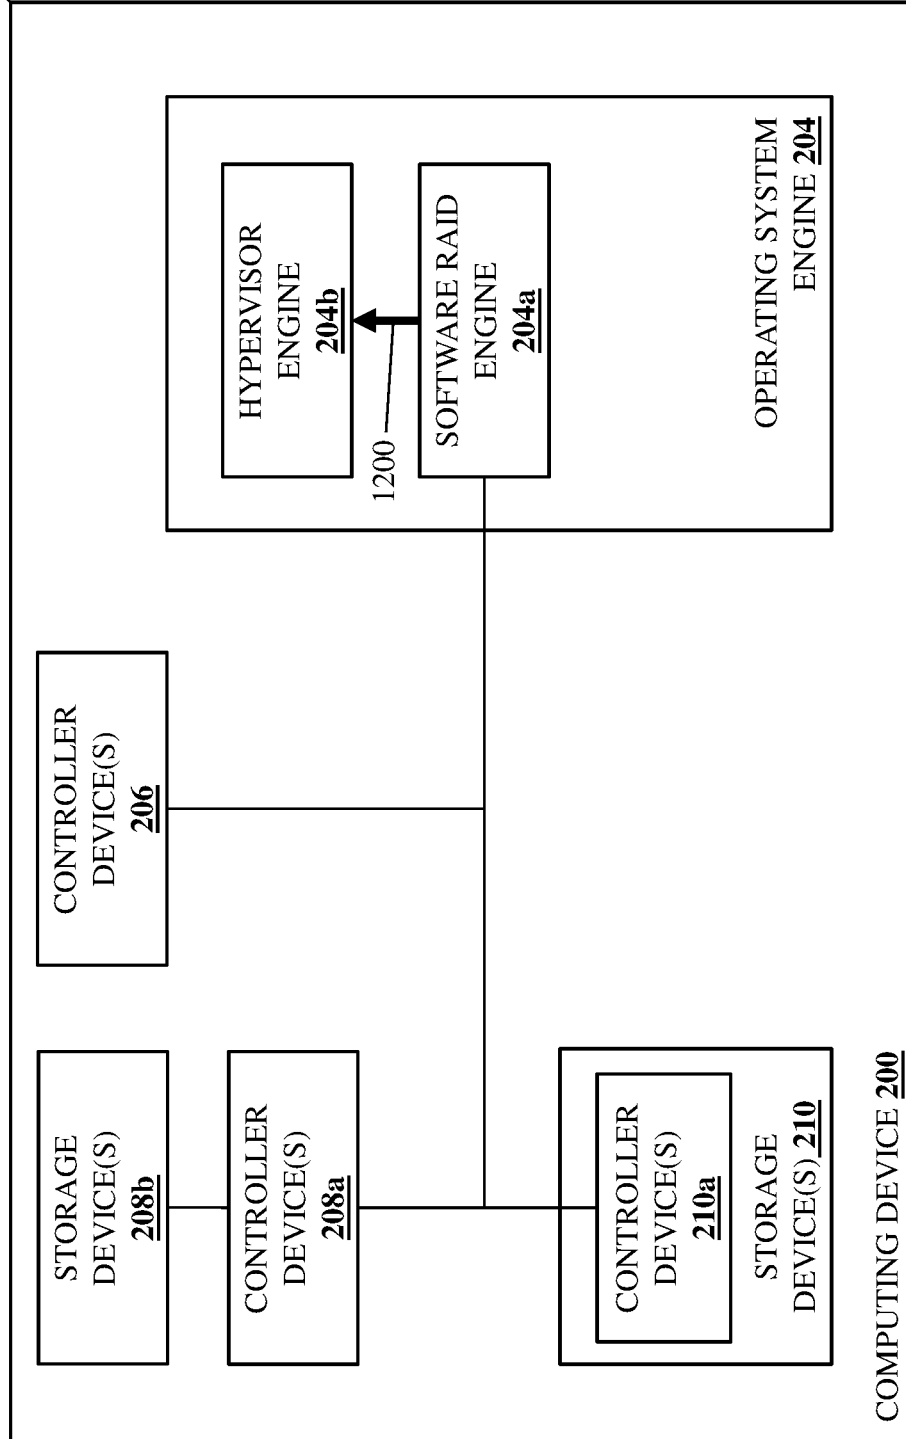 STORAGE
DEVICE(S)
208b
CONTROLLER
DEVICE(S)
208a
CONTROLLER
DEVICE(S)
210a
STORAGE
DEVICE(S) 210
CONTROLLER
DEVICE(S)
206
HYPERVISOR
ENGINE
204b
1200
SOFTWARE RAID
ENGINE
204a
OPERATING SYSTEM
ENGINE 204
COMPUTING DEVICE 200